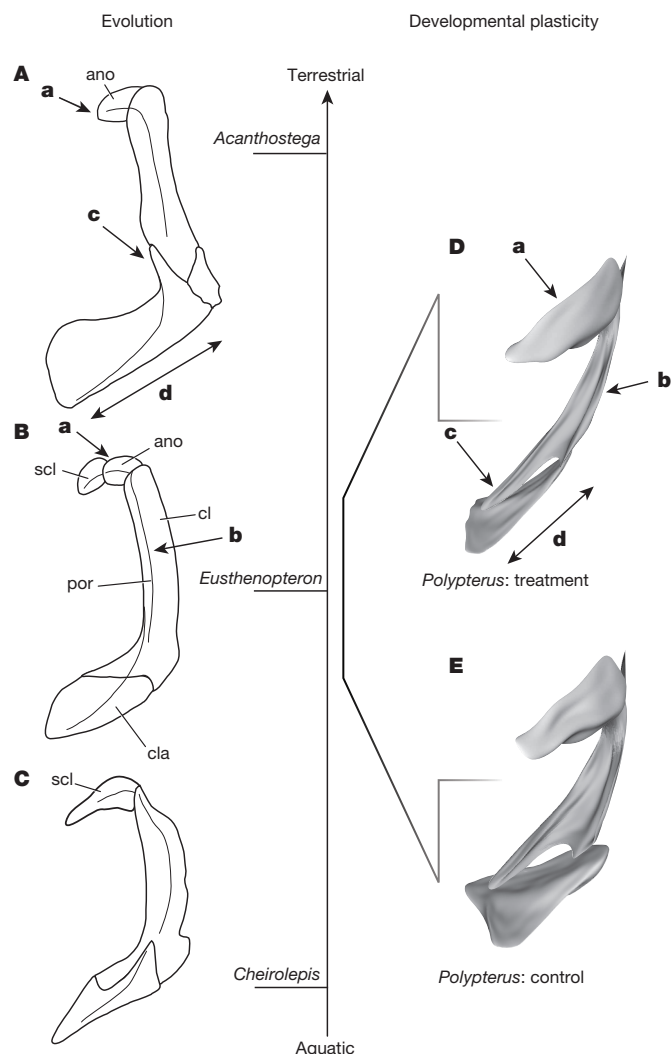 Evolution
Developmental plasticity
Terrestrial
A
ano
a
Acanthostega
c
d
D
a
b
c
d
Polypterus: treatment
B
a
ano
scl
cl
b
por
Eusthenopteron
cla
E
C
scl
Cheirolepis
Polypterus: control
Aquatic